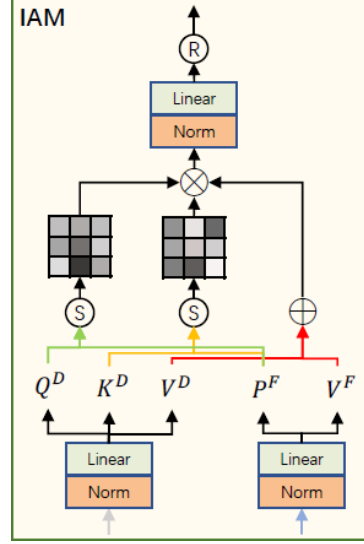 IAM
R
Linear
Norm
S S
Q^D K^D V^D P^F V^F
Linear Linear
Norm Norm